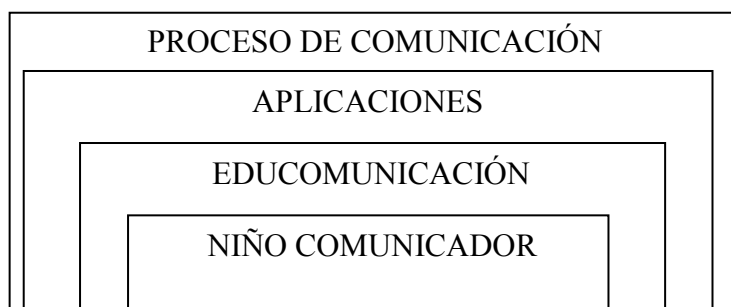 PROCESO DE COMUNICACIÓN
APLICACIONES
EDUCOMUNICACIÓN
NIÑO COMUNICADOR